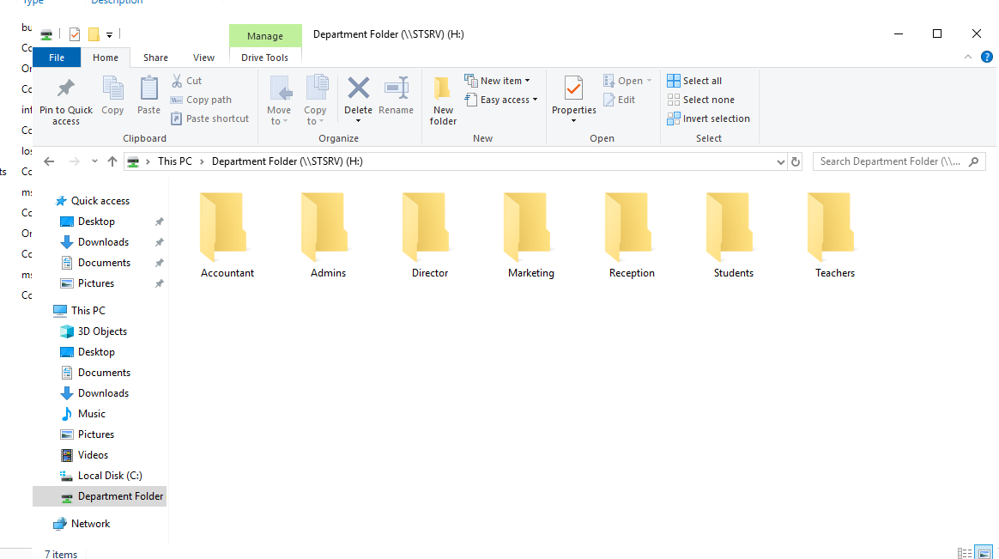 Type Description
bu
Co
Or
Co
inf
Co
los
Co
ms
Co
Or
Co
ms
Co
ts
Manage
Department Folder (\\STSRV) (H:)
File Home Share View Drive Tools
Pin to Quick access
Copy
Paste
Cut
Copy path
Paste shortcut
Clipboard
Move to
Copy to
Delete
Rename
Organize
New folder
New item
Easy access
New
Properties
Open
Edit
Open
Select all
Select none
Invert selection
Select
This PC > Department Folder (\\STSRV) (H:)
Search Department Folder (\\...
Quick access
Desktop
Downloads
Documents
Pictures
This PC
3D Objects
Desktop
Documents
Downloads
Music
Pictures
Videos
Local Disk (C:)
Department Folder
Network
Accountant Admins Director Marketing Reception Students Teachers
7 items